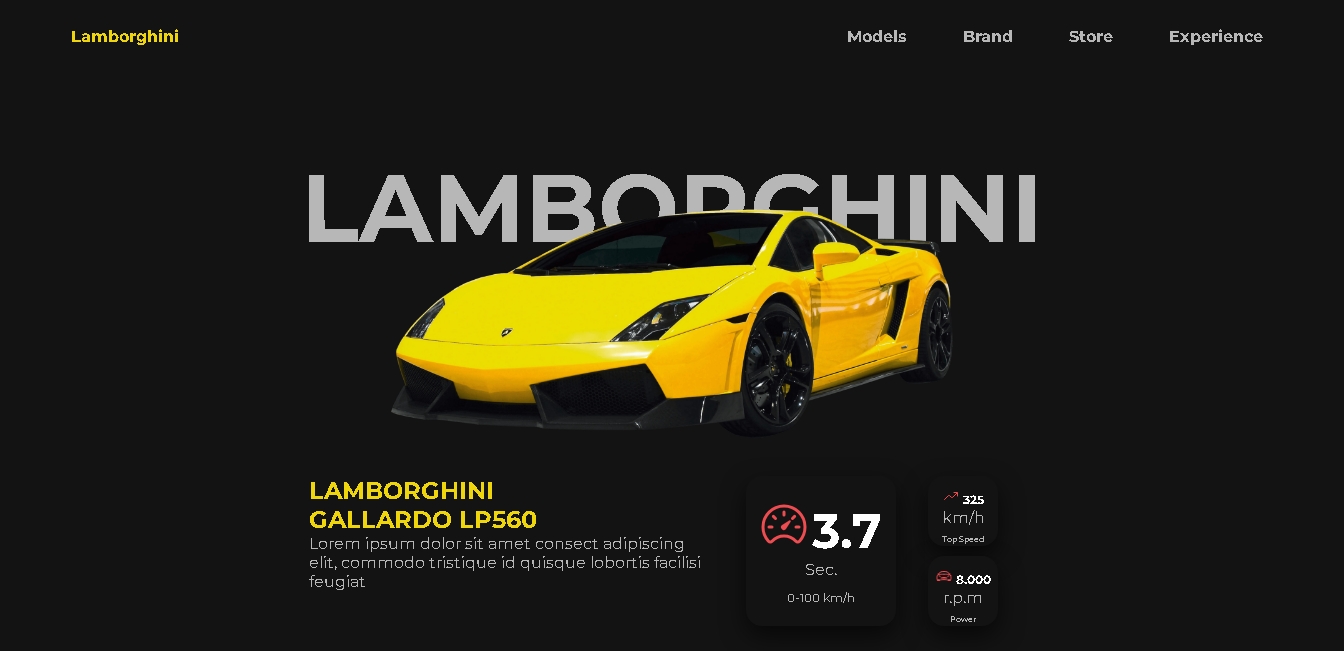 Lamborghini
Models
Brand
Store
Experience
LAMBORGHINI
LAMBORGHINI
GALLARDO LP560
Lorem ipsum dolor sit amet consect adipiscing
elit, commodo tristique id quisque lobortis facilisi
feugiat
3.7
Sec.
0-100 km/h
325
km/h
Top Speed
8.000
r.p.m
Power